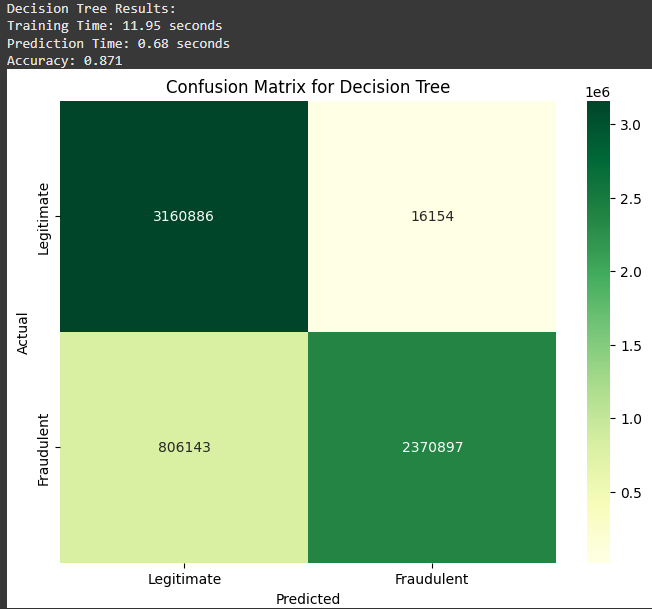 Decision Tree Results:
Training Time: 11.95 seconds
Prediction Time: 0.68 seconds
Accuracy: 0.871
Confusion Matrix for Decision Tree
1e6
3160886
16154
806143
2370897
Legitimate
Fraudulent
Actual
Legitimate
Fraudulent
Predicted
3.0
2.5
2.0
1.5
1.0
0.5